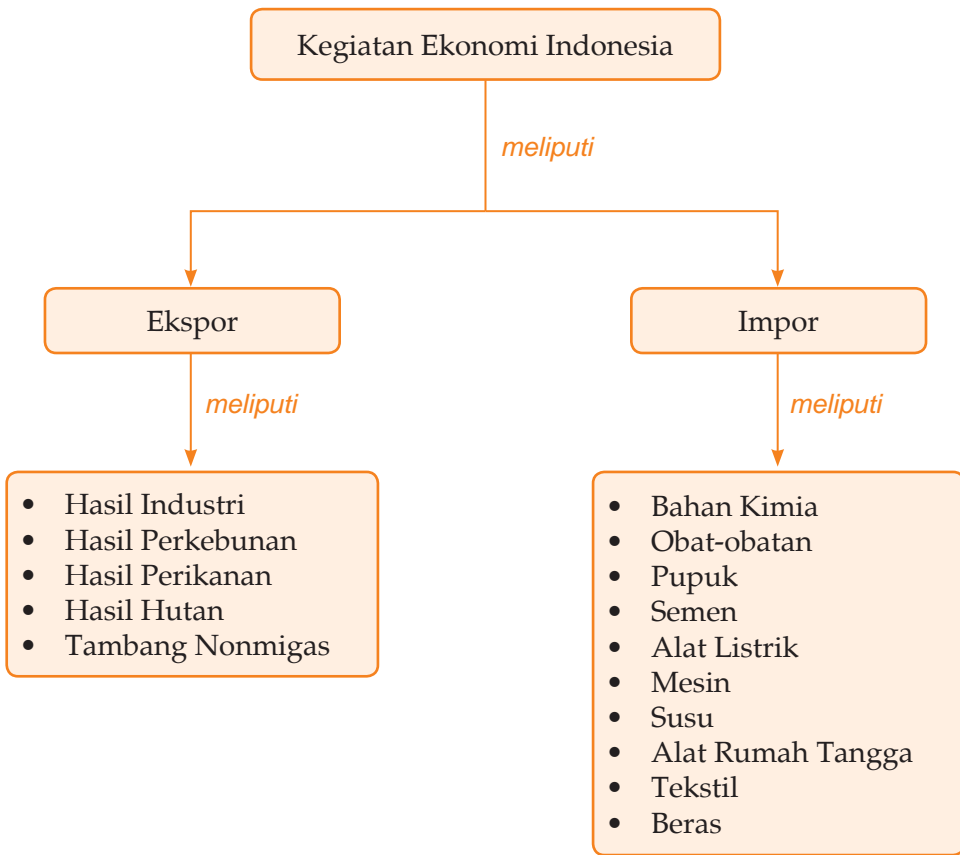 Kegiatan Ekonomi Indonesia
meliputi
Ekspor
Impor
meliputi
meliputi
• Hasil Industri
• Hasil Perkebunan
• Hasil Perikanan
• Hasil Hutan
• Tambang Nonmigas
• Bahan Kimia
• Obat-obatan
• Pupuk
• Semen
• Alat Listrik
• Mesin
• Susu
• Alat Rumah Tangga
• Tekstil
• Beras